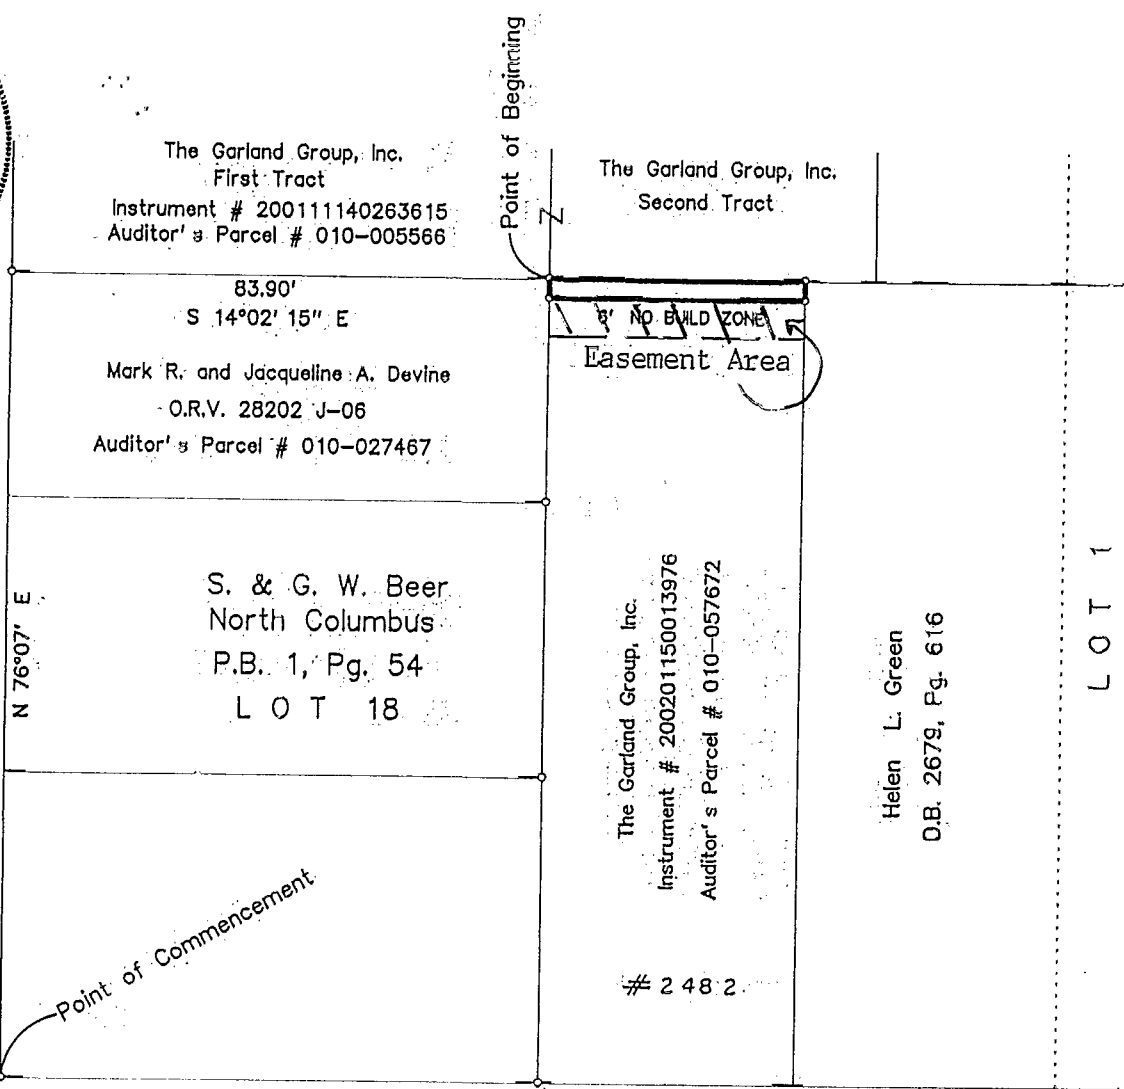 Point of Beginning
The Garland Group, Inc.
First Tract
Instrument # 200111140263615
Auditor's Parcel # 010-005566
The Garland Group, Inc.
Second Tract
Z
83.90'
S 14°02' 15" E
Mark R. and Jacqueline A. Devine
O.R.V. 28202 J-06
Auditor's Parcel # 010-027467
6' NO BUILD ZONE
Easement Area
N 76°07' E
S. & G. W. Beer
North Columbus
P.B. 1, Pg. 54
LOT 18
The Garland Group, Inc.
Instrument # 200201150013976
Auditor's Parcel # 010-057672
# 2482
Helen L. Green
D.B. 2679, Pg. 616
LOT 1
Point of Commencement